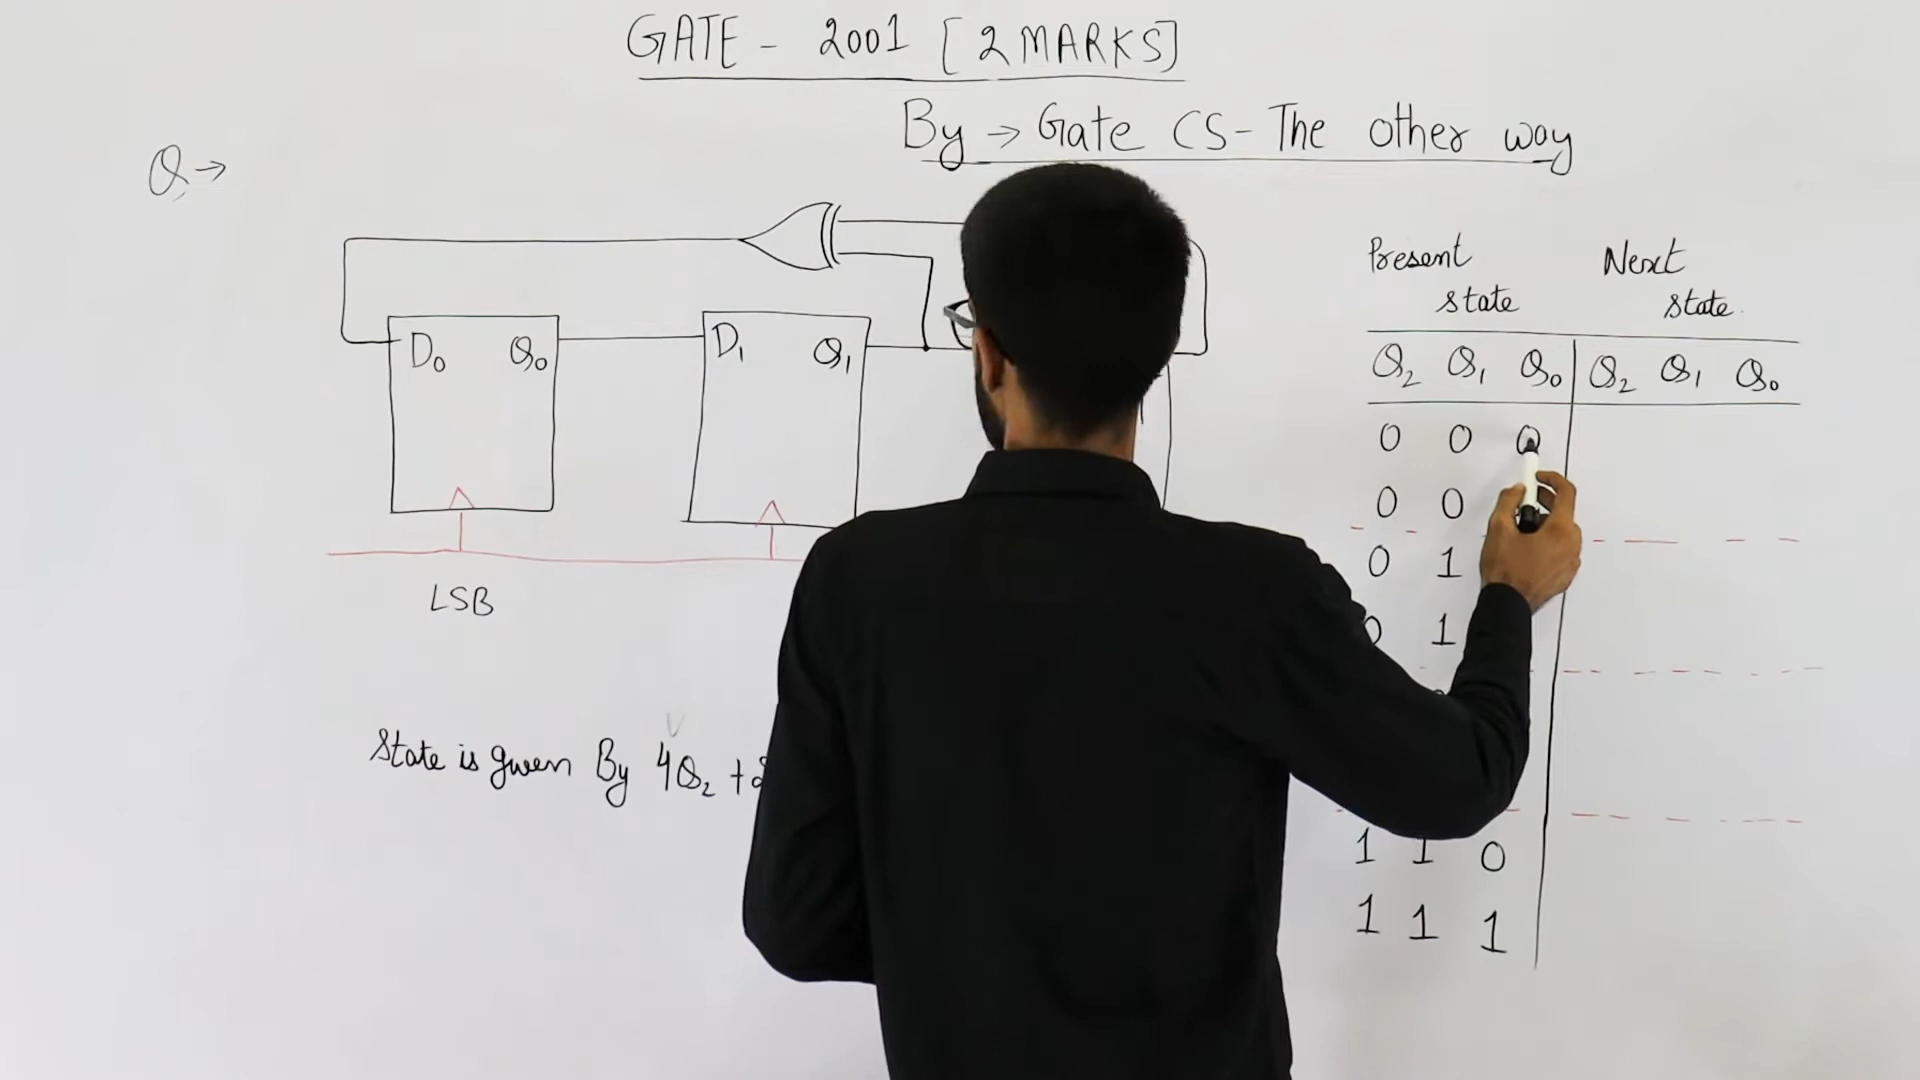 GATE - 2001 [2 MARKS]
By → Gate CS - The other way
Q →
D₀ Q₀ D₁ Q₁
LSB
State is given By 4Q₂ +
Present state Next state.
Q₂ Q₁ Q₀ Q₂ Q₁ Q₀
0 0 0
0 0
0 1
0 1
1 1 0
1 1 1